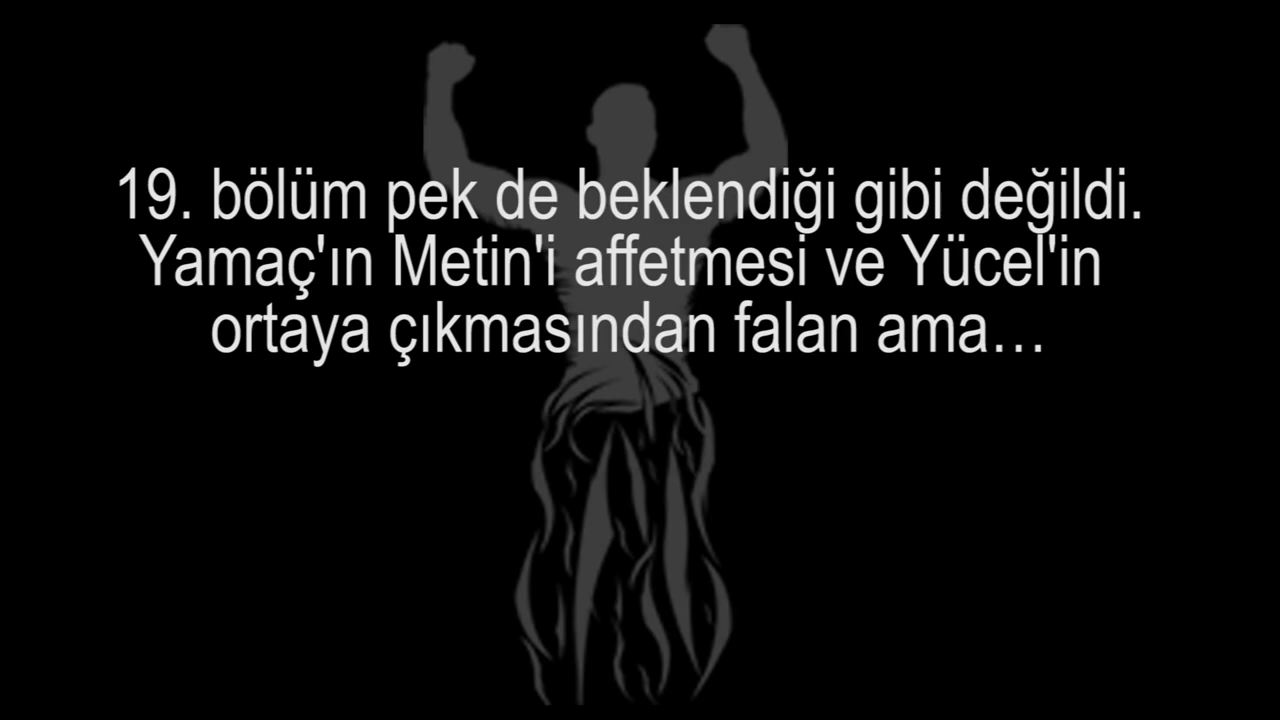 19. bölüm pek de beklendiği gibi değildi.
Yamaç'ın Metin'i affetmesi ve Yücel'in
ortaya çıkmasından falan ama…